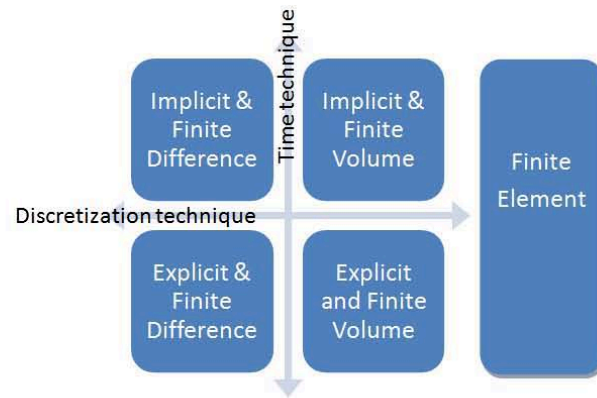 Time technique
Implicit &
Finite
Difference
Implicit &
Finite
Volume
Finite
Element
Discretization technique
Explicit &
Finite
Difference
Explicit
and Finite
Volume